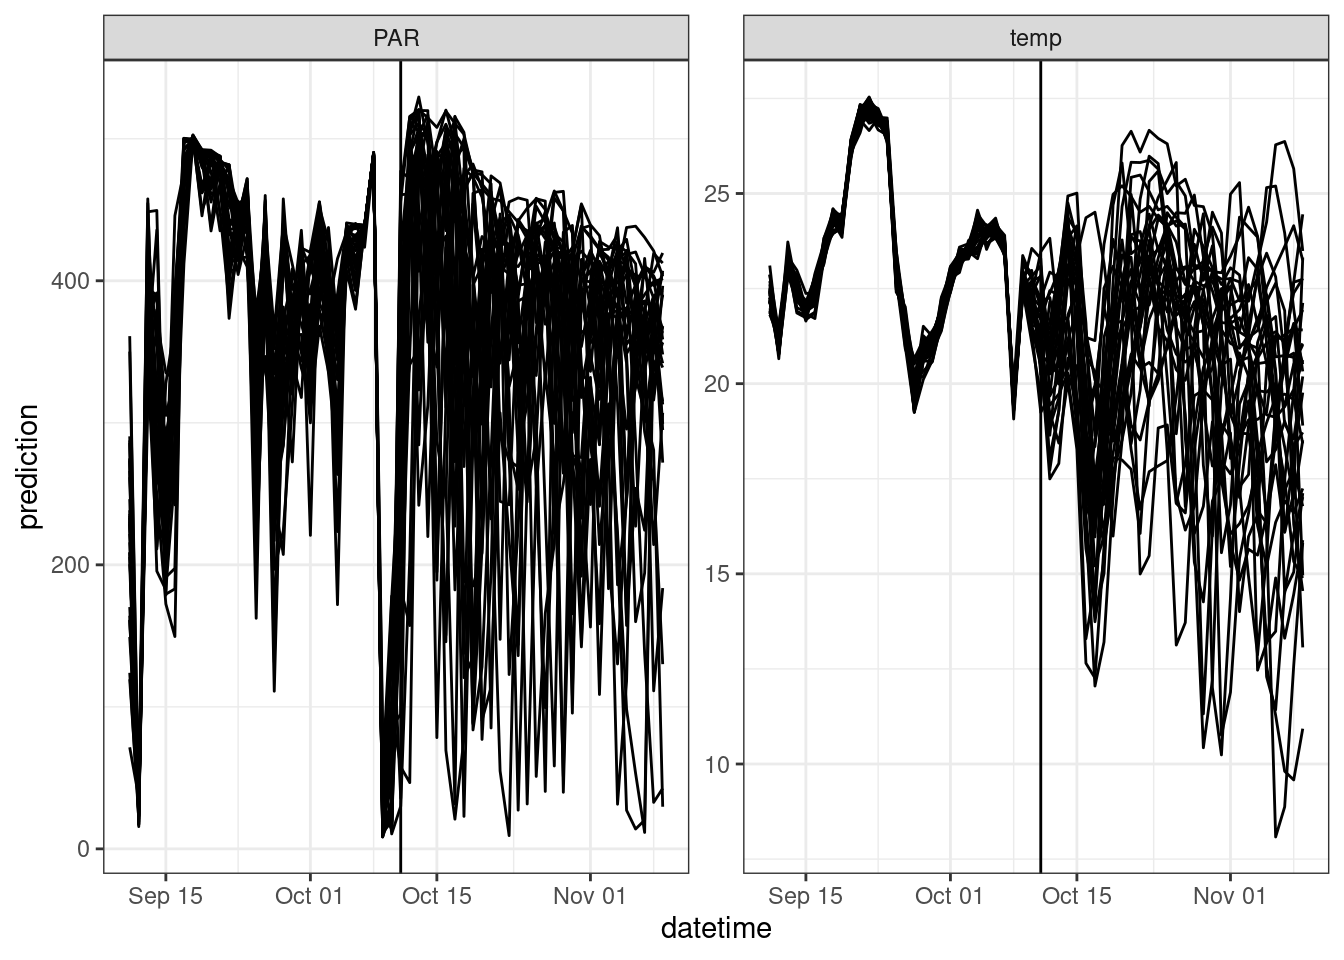 PAR
temp
prediction
400
200
0
25
20
15
10
Sep 15
Oct 01
Oct 15
Nov 01
Sep 15
Oct 01
Oct 15
Nov 01
datetime